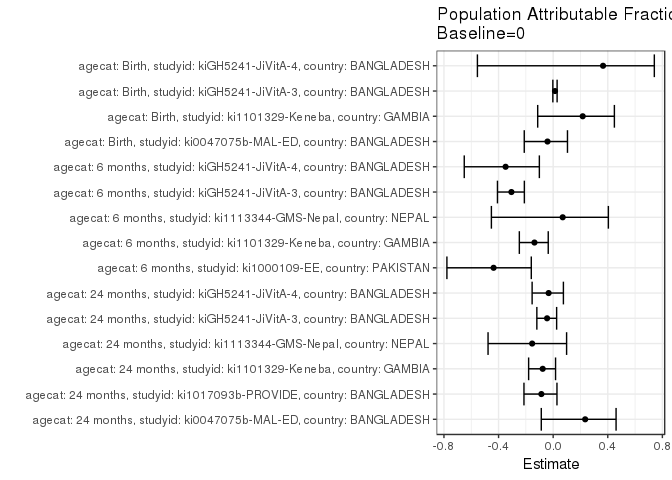 Population Attributable Fractic
Baseline=0
agecat: Birth, studyid: kiGH5241-JiVitA-4, country: BANGLADESH
agecat: Birth, studyid: kiGH5241-JiVitA-3, country: BANGLADESH
agecat: Birth, studyid: ki1101329-Keneba, country: GAMBIA
agecat: Birth, studyid: ki0047075b-MAL-ED, country: BANGLADESH
agecat: 6 months, studyid: kiGH5241-JiVitA-4, country: BANGLADESH
agecat: 6 months, studyid: kiGH5241-JiVitA-3, country: BANGLADESH
agecat: 6 months, studyid: ki1113344-GMS-Nepal, country: NEPAL
agecat: 6 months, studyid: ki1101329-Keneba, country: GAMBIA
agecat: 6 months, studyid: ki1000109-EE, country: PAKISTAN
agecat: 24 months, studyid: kiGH5241-JiVitA-4, country: BANGLADESH
agecat: 24 months, studyid: kiGH5241-JiVitA-3, country: BANGLADESH
agecat: 24 months, studyid: ki1113344-GMS-Nepal, country: NEPAL
agecat: 24 months, studyid: ki1101329-Keneba, country: GAMBIA
agecat: 24 months, studyid: ki1017093b-PROVIDE, country: BANGLADESH
agecat: 24 months, studyid: ki0047075b-MAL-ED, country: BANGLADESH
-0.8 -0.4 0.0 0.4 0.8
Estimate